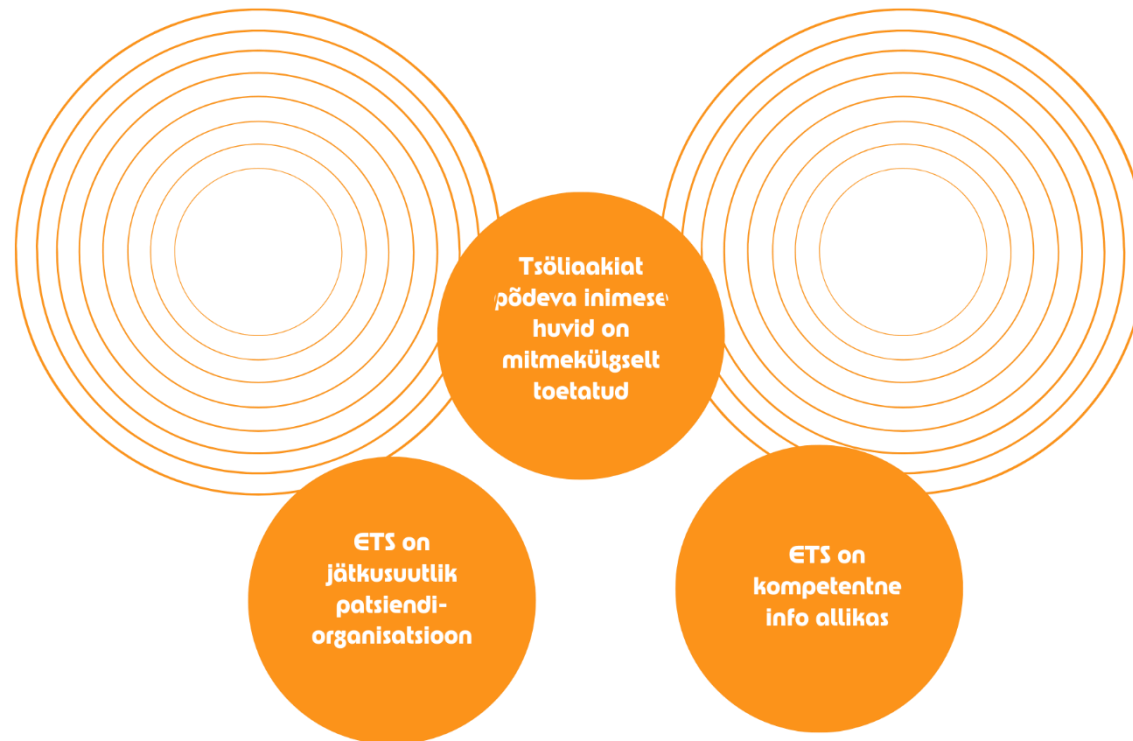 Tsöliaakiat
põdeva inimese
huvid on
mitmekülgselt
toetatud
ETS on
jätkusuutlik
patsiendi-
organisatsioon
ETS on
kompetentne
info allikas